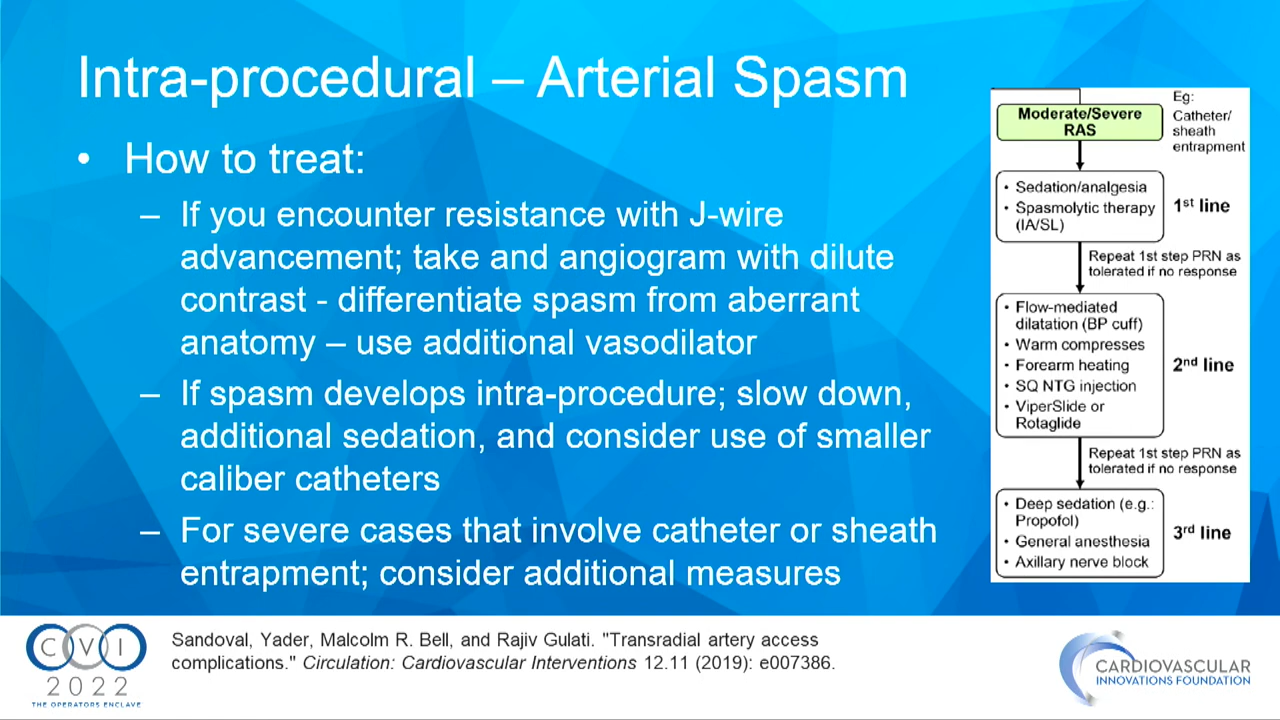 Intra-procedural – Arterial Spasm
• How to treat:
– If you encounter resistance with J-wire
advancement; take and angiogram with dilute
contrast - differentiate spasm from aberrant
anatomy – use additional vasodilator
– If spasm develops intra-procedure; slow down,
additional sedation, and consider use of smaller
caliber catheters
– For severe cases that involve catheter or sheath
entrapment; consider additional measures
Moderate/Severe
RAS
Eg:
Catheter/
sheath
entrapment
• Sedation/analgesia
• Spasmolytic therapy
(IA/SL)
1st line
Repeat 1st step PRN as
tolerated if no response
• Flow-mediated
dilatation (BP cuff)
• Warm compresses
• Forearm heating
• SQ NTG injection
• ViperSlide or
Rotaglide
2nd line
Repeat 1st step PRN as
tolerated if no response
• Deep sedation (e.g.:
Propofol)
• General anesthesia
• Axillary nerve block
3rd line
CVI
2022
THE OPERATORS ENCLAVE
Sandoval, Yader, Malcolm R. Bell, and Rajiv Gulati. "Transradial artery access
complications." Circulation: Cardiovascular Interventions 12.11 (2019): e007386.
CARDIOVASCULAR
INNOVATIONS FOUNDATION